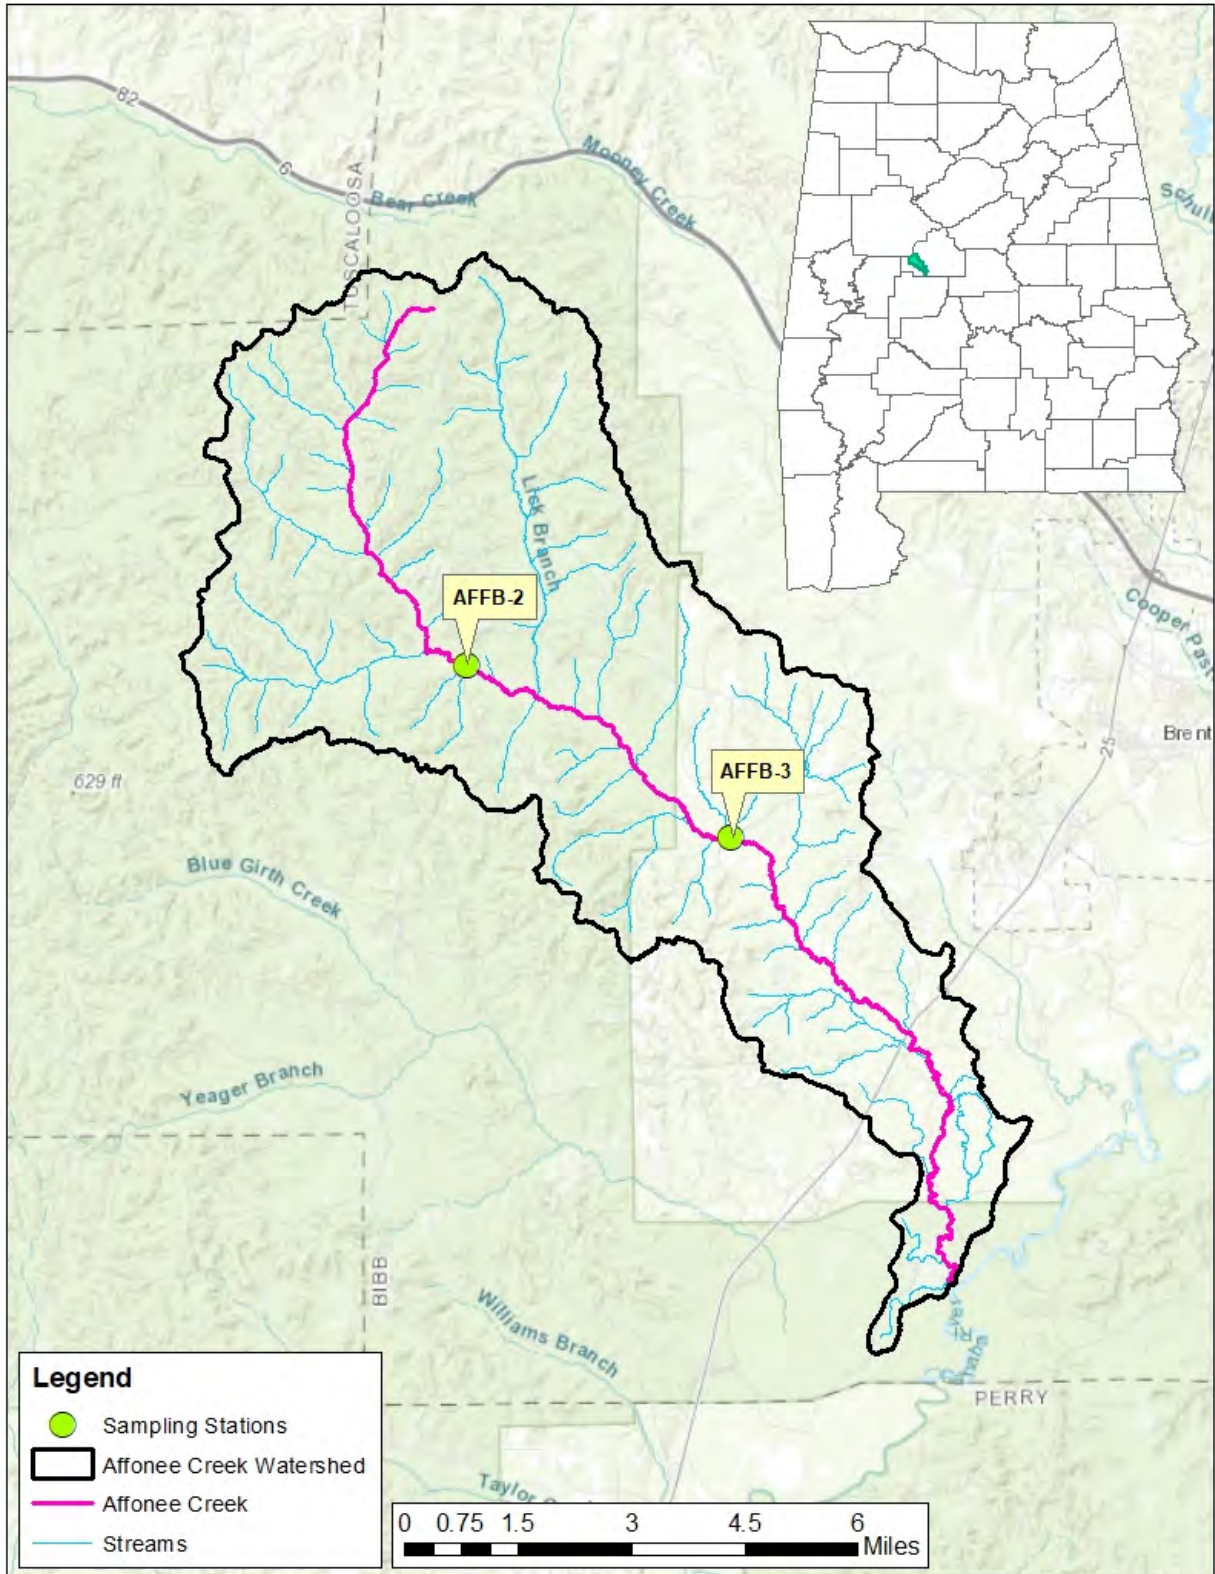 82
6
TUSCALOOSA
Bear Creek
Mooney Creek
Lick Branch
AFFB-2
Cooper
25
Brent
AFFB-3
629 ft
Blue Girth Creek
Yeager Branch
BIBB
Williams Branch
PERRY
Taylor
Legend
Sampling Stations
Affonee Creek Watershed
Affonee Creek
Streams
0 0.75 1.5 3 4.5 6
Miles